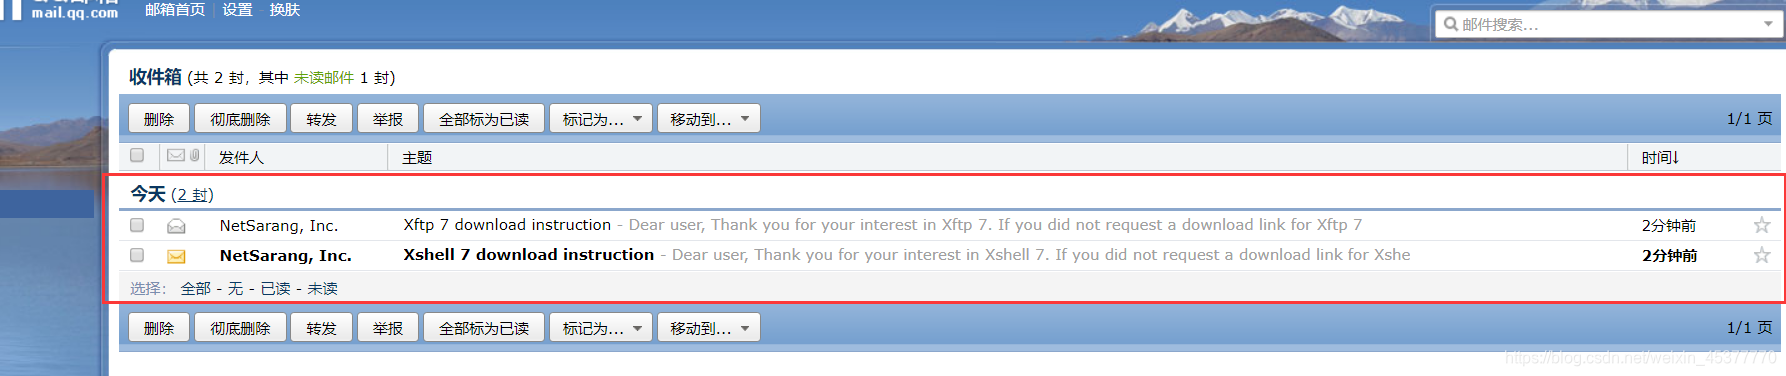 mail.qq.com 邮箱首页 | 设置 - 换肤
邮件搜索...
收件箱 (共 2 封，其中 未读邮件 1 封)
删除 彻底删除 转发 举报 全部标为已读 标记为... 移动到... 1/1 页
发件人 主题 时间↓
今天 (2 封)
NetSarang, Inc. Xftp 7 download instruction - Dear user, Thank you for your interest in Xftp 7. If you did not request a download link for Xftp 7 2分钟前
NetSarang, Inc. Xshell 7 download instruction - Dear user, Thank you for your interest in Xshell 7. If you did not request a download link for Xshe 2分钟前
选择： 全部 - 无 - 已读 - 未读
删除 彻底删除 转发 举报 全部标为已读 标记为... 移动到... 1/1 页
https://blog.csdn.net/weixin_45377770